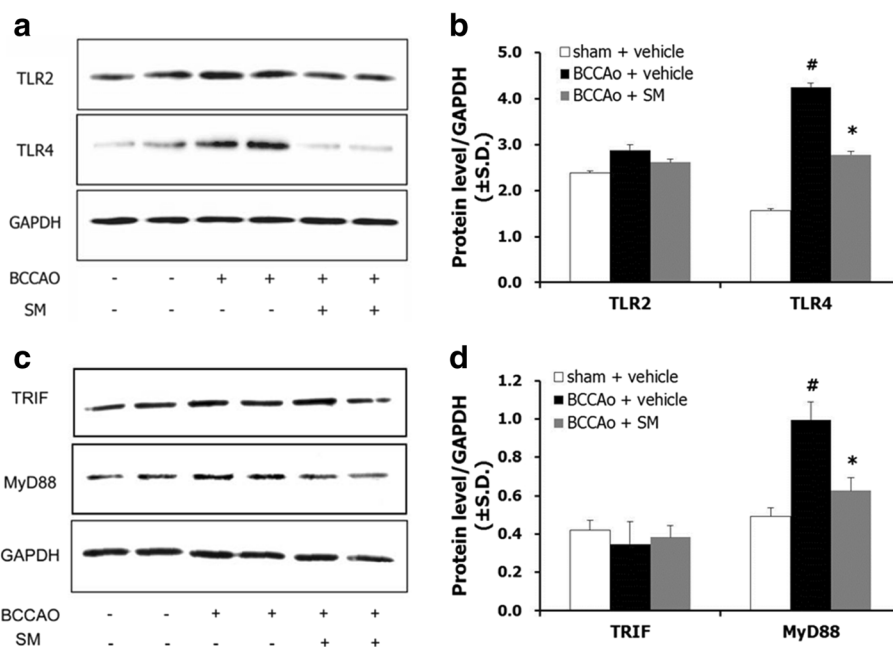 a
TLR2
TLR4
GAPDH
BCCAO - - + + + +
SM - - - - + +
b
sham + vehicle
BCCAo + vehicle
BCCAo + SM
Protein level/GAPDH
(±S.D.)
5.0
4.0
3.0
2.0
1.0
0.0
#
*
TLR2 TLR4
c
TRIF
MyD88
GAPDH
BCCAO - - + + + +
SM - - - - + +
d
sham + vehicle
BCCAo + vehicle
BCCAo + SM
Protein level/GAPDH
(±S.D.)
1.2
1.0
0.8
0.6
0.4
0.2
0.0
#
*
TRIF MyD88